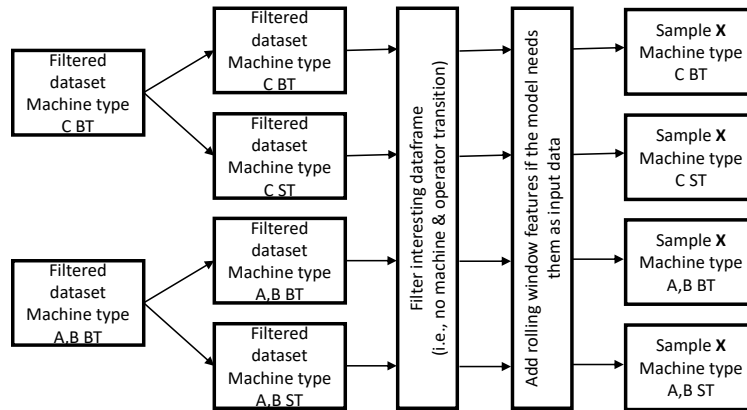 Filtered
dataset
Machine type
C BT
Filtered
dataset
Machine type
A,B BT
Filtered
dataset
Machine type
C BT
Filtered
dataset
Machine type
C ST
Filtered
dataset
Machine type
A,B BT
Filtered
dataset
Machine type
A,B ST
Filter interesting dataframe
(i.e., no machine & operator transition)
Add rolling window features if the model needs
them as input data
Sample X
Machine type
C BT
Sample X
Machine type
C ST
Sample X
Machine type
A,B BT
Sample X
Machine type
A,B ST